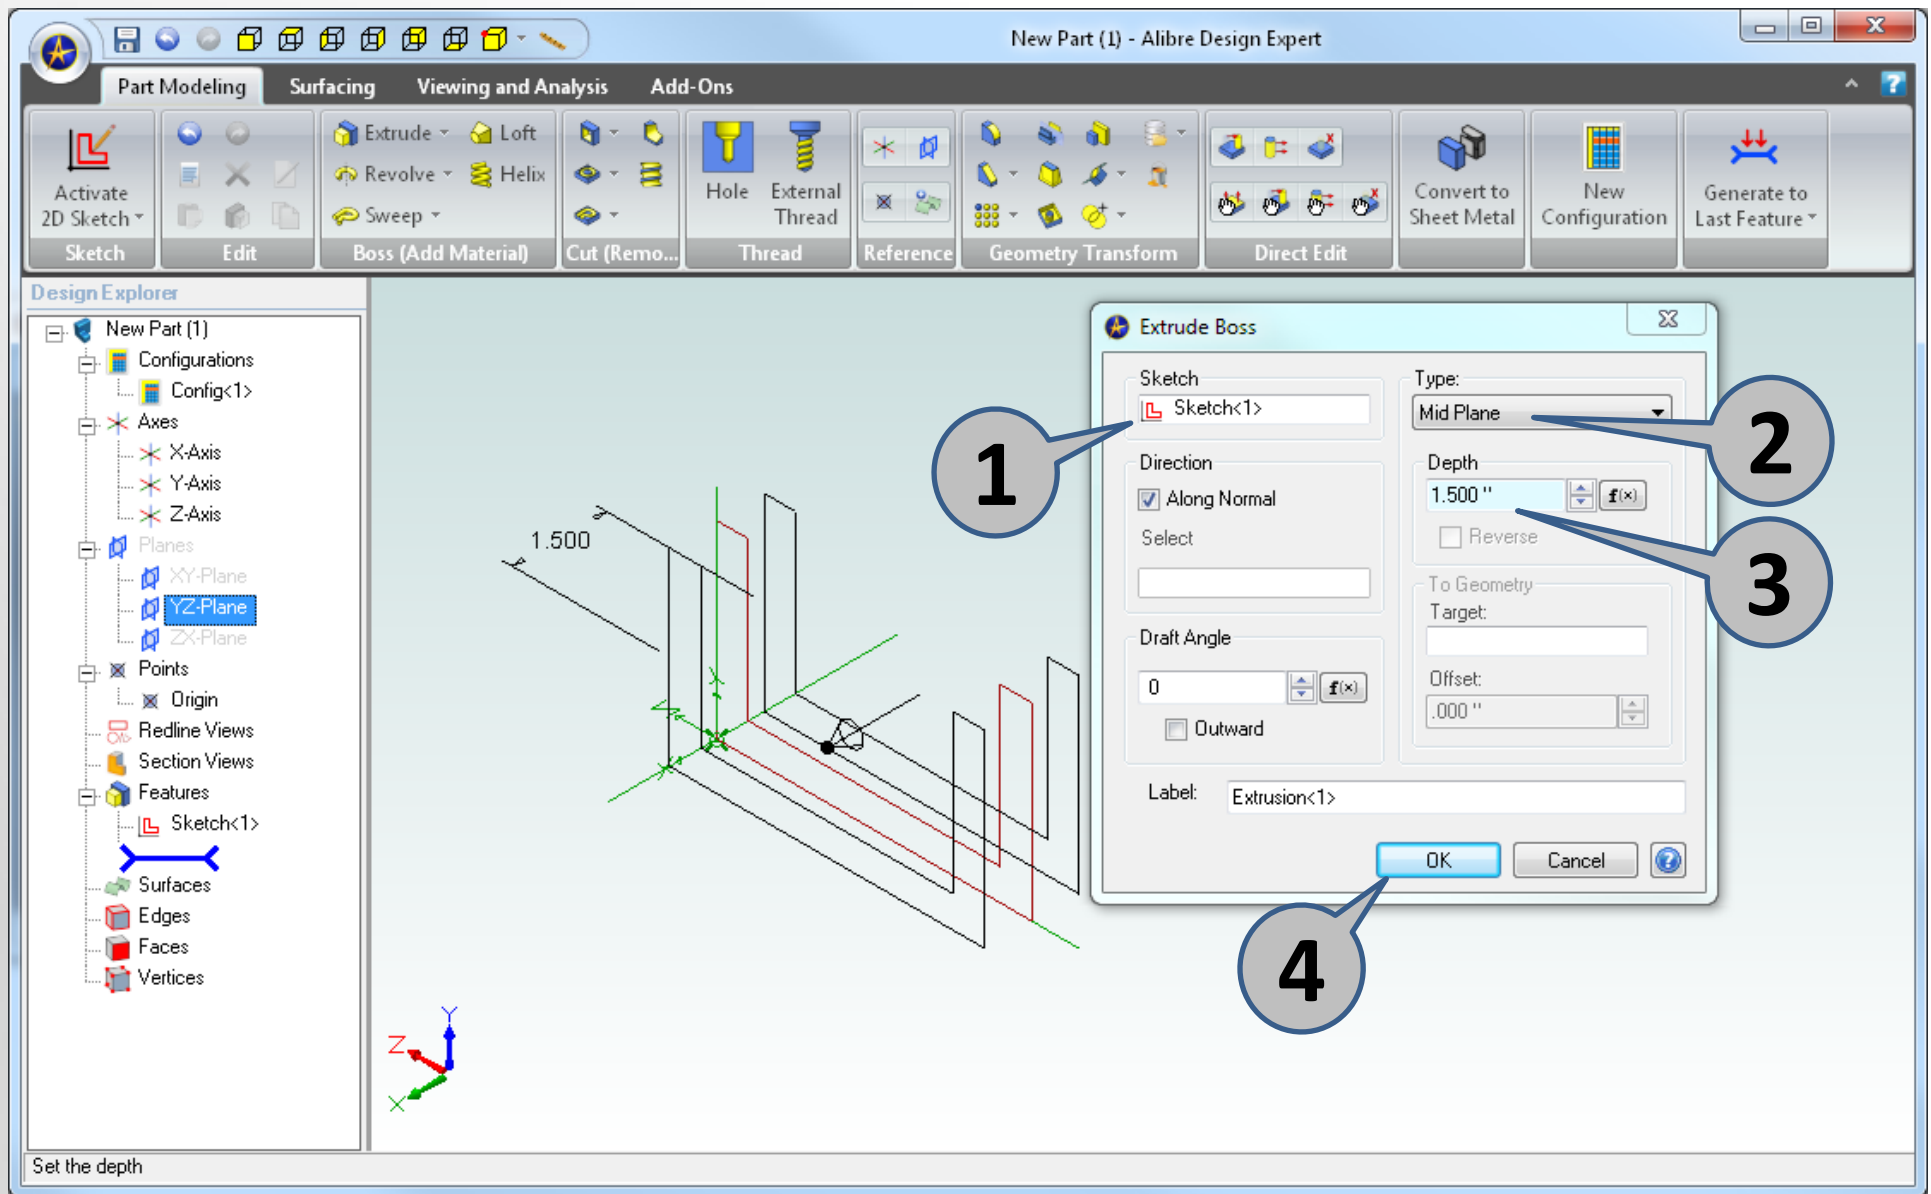 New Part (1) - Alibre Design Expert
Part Modeling Surfacing Viewing and Analysis Add-Ons
Activate
2D Sketch
Sketch
Edit
Extrude Loft
Revolve Helix
Sweep
Boss (Add Material)
Cut (Remo...
Hole
External
Thread
Thread
Reference
Geometry Transform
Direct Edit
Convert to
Sheet Metal
New
Configuration
Generate to
Last Feature
Design Explorer
New Part (1)
Configurations
Config<1>
Axes
X-Axis
Y-Axis
Z-Axis
Planes
XY-Plane
YZ-Plane
ZX-Plane
Points
Origin
Redline Views
Section Views
Features
Sketch<1>
Surfaces
Edges
Faces
Vertices
1.500
Y
Z
X
Extrude Boss
Sketch
Sketch<1>
Direction
Along Normal
Select
Draft Angle
0
f(x)
Outward
Type:
Mid Plane
Depth
1.500 "
f(x)
Reverse
To Geometry
Target:
Offset:
.000 "
Label: Extrusion<1>
OK Cancel
1
2
3
4
Set the depth